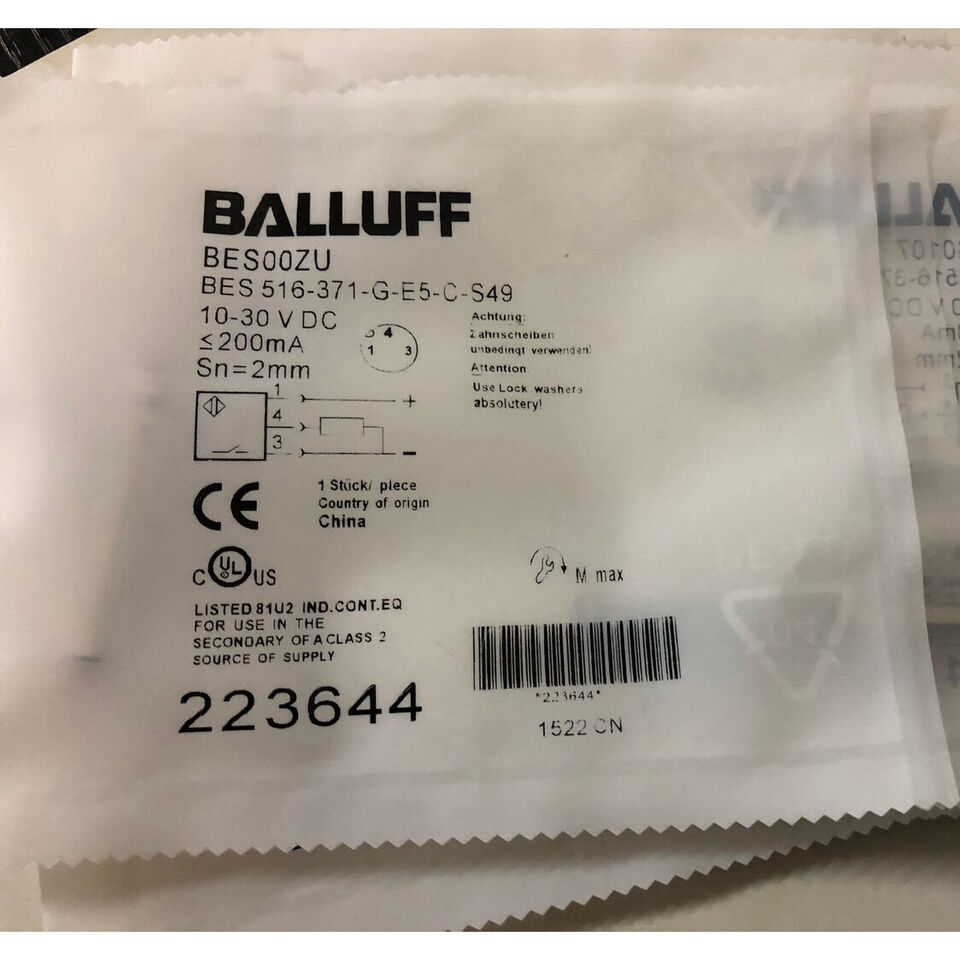 BALLUFF
BES00ZU
BES 516-371-G-E5-C-S49
10-30 V DC
≤200mA
Sn=2mm
4
1 3
Achtung:
Zahnscheiben
unbedingt verwenden!
Attention
Use Lock washers
absolutery!
1
+
4
3
-
CE
1 Stück/ piece
Country of origin
China
C UL US
M max
LISTED 81U2 IND.CONT.EQ
FOR USE IN THE
SECONDARY OF A CLASS 2
SOURCE OF SUPPLY
223644
*223644*
1522 CN